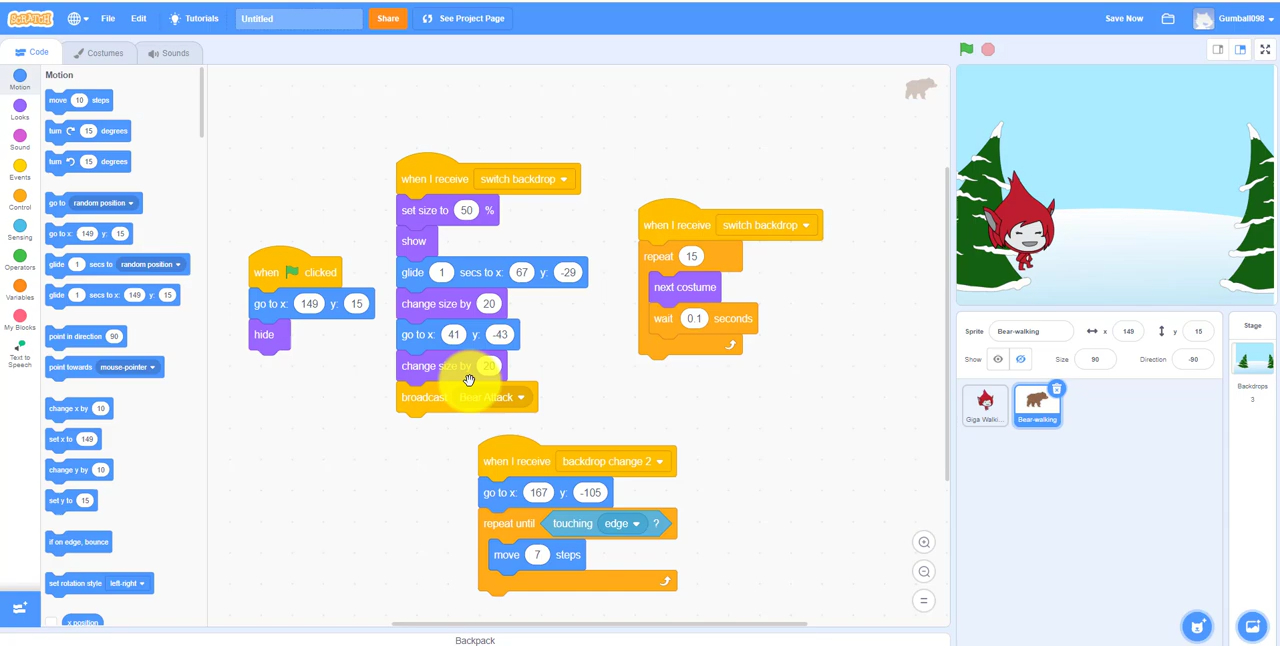 SCRATCH File Edit Tutorials Untitled Share See Project Page Save Now Gumball098
Code Costumes Sounds
Motion
Looks
Sound
Events
Control
Sensing
Operators
Variables
My Blocks
Text to
Speech
Motion
move 10 steps
turn 15 degrees
turn 15 degrees
go to random position
go to x: 149 y: 15
glide 1 secs to random position
glide 1 secs to x: 149 y: 15
point in direction 90
point towards mouse-pointer
change x by 10
set x to 149
change y by 10
set y to 15
if on edge, bounce
set rotation style left-right
x position
when clicked
go to x: 149 y: 15
hide
when I receive switch backdrop
set size to 50 %
show
glide 1 secs to x: 67 y: -29
change size by 20
go to x: 41 y: -43
change size by 20
broadcast Bear Attack
when I receive switch backdrop
repeat 15
next costume
wait 0.1 seconds
when I receive backdrop change 2
go to x: 167 y: -105
repeat until touching edge ?
move 7 steps
Sprite Bear-walking x 149 y 15
Show Size 90 Direction -90
Giga Walki...
Bear-walking
Stage
Backdrops
3
Backpack